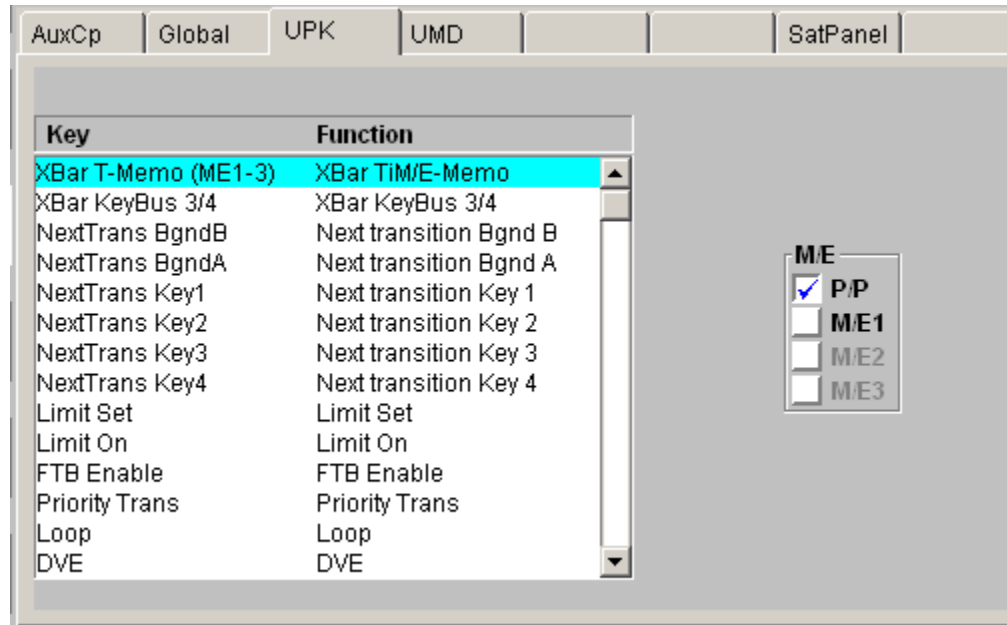 AuxCp Global UPK UMD SatPanel
Key Function
XBar T-Memo (ME1-3) XBar TiM/E-Memo
XBar KeyBus 3/4 XBar KeyBus 3/4
NextTrans BgndB Next transition Bgnd B
NextTrans BgndA Next transition Bgnd A
NextTrans Key1 Next transition Key 1
NextTrans Key2 Next transition Key 2
NextTrans Key3 Next transition Key 3
NextTrans Key4 Next transition Key 4
Limit Set Limit Set
Limit On Limit On
FTB Enable FTB Enable
Priority Trans Priority Trans
Loop Loop
DVE DVE
M/E
P/P
M/E1
M/E2
M/E3